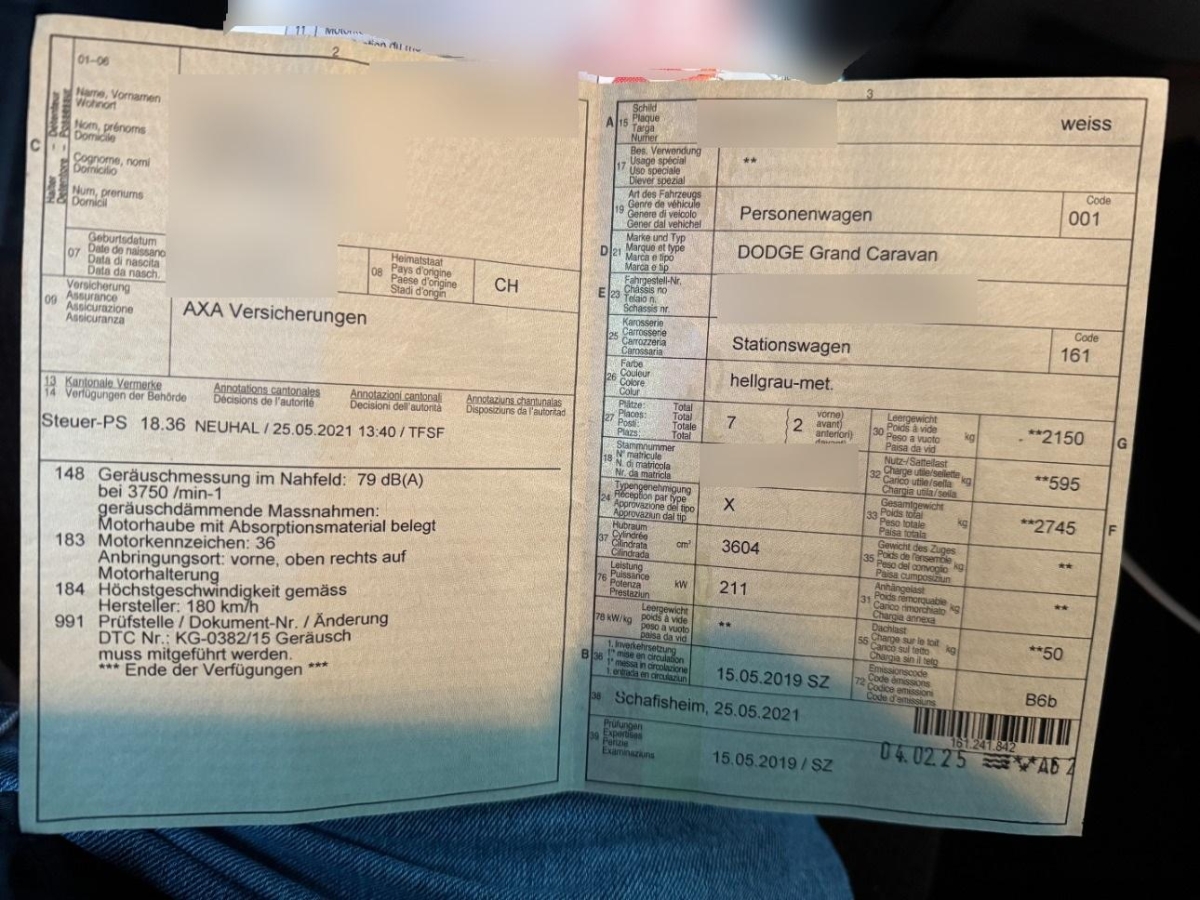 11
2
01–06
C
Halter - Détenteur
Detentore - Possessur
Name, Vornamen
Wohnort
Nom, prénoms
Domicile
Cognome, nomi
Domicilio
Num, prenums
Domicil
07
Geburtsdatum
Date de naissano
Data di nascita
Data da nasch.
08
Heimatstaat
Pays d'origine
Paese d'origine
Stadi d'origin
CH
09
Versicherung
Assurance
Assicurazione
Assicuranza
AXA Versicherungen
13 Kantonale Vermerke
14 Verfügungen der Behörde
Annotations cantonales
Décisions de l'autorité
Annotazioni cantonali
Decisioni dell'autorità
Annotaziuns chantunalas
Disposiziuns da l'autoritad
Steuer-PS 18.36 NEUHAL / 25.05.2021 13:40 / TFSF
148 Geräuschmessung im Nahfeld: 79 dB(A)
bei 3750 /min-1
geräuschdämmende Massnahmen:
Motorhaube mit Absorptionsmaterial belegt
183 Motorkennzeichen: 36
Anbringungsort: vorne, oben rechts auf
Motorhalterung
184 Höchstgeschwindigkeit gemäss
Hersteller: 180 km/h
991 Prüfstelle / Dokument-Nr. / Änderung
DTC Nr.: KG-0382/15 Geräusch
muss mitgeführt werden.
*** Ende der Verfügungen ***
3
A 15
Schild
Plaque
Targa
Numer
weiss
17
Bes. Verwendung
Usage spécial
Uso speciale
Diever spezial
**
19
Art des Fahrzeugs
Genre de véhicule
Genere di veicolo
Gener dal vehichel
Personenwagen
Code
001
D 21
Marke und Typ
Marque et type
Marca e tipo
Marca e tip
DODGE Grand Caravan
E 23
Fahrgestell-Nr.
Châssis no
Telaio n.
Schassis nr.
25
Karosserie
Carrosserie
Carrozzeria
Carossaria
Stationswagen
Code
161
26
Farbe
Couleur
Colore
Colur
hellgrau-met.
27
Plätze: Total
Places: Total
Posti: Totale
Plazs: Total
7
2
vorne)
avant)
anteriori)
30
Leergewicht
Poids à vide
Peso a vuoto
Paisa da vid
kg
**2150
G
18
Stammnummer
N° matricule
N. di matricola
Nr. da matricla
32
Nutz-/Sattellast
Charge utile/sellette
Carico utile/sella
Chargia utila/sella
kg
**595
24
Typengenehmigung
Réception par type
Approvazione del tipo
Approvaziun dal tip
X
33
Gesamtgewicht
Poids total
Peso totale
Paisa totala
kg
**2745
F
37
Hubraum
Cylindrée
Cilindrata
Cilindrada
cm³
3604
35
Gewicht des Zuges
Poids de l'ensemble
Peso del convoglio
Paisa cumposiziun
kg
**
76
Leistung
Puissance
Potenza
Prestaziun
kW
211
31
Anhängelast
Poids remorquable
Carico rimorchiato
Chargia annexa
kg
**
78 kW/kg
Leergewicht
poids à vide
peso a vuoto
paisa da vid
**
55
Dachlast
Charge sur le toit
Carico sul tetto
Chargia sin il tetg
kg
**50
B 36
1. Inverkehrsetzung
1re mise en circulation
1a messa in circolazione
1. entrada en circulaziun
15.05.2019 SZ
72
Emissionscode
Code émissions
Codice emissioni
Code d'emissiuns
B6b
38
Schafisheim, 25.05.2021
161.241.842
39
Prüfungen
Expertises
Perizie
Examinaziuns
15.05.2019 / SZ
04.02.25